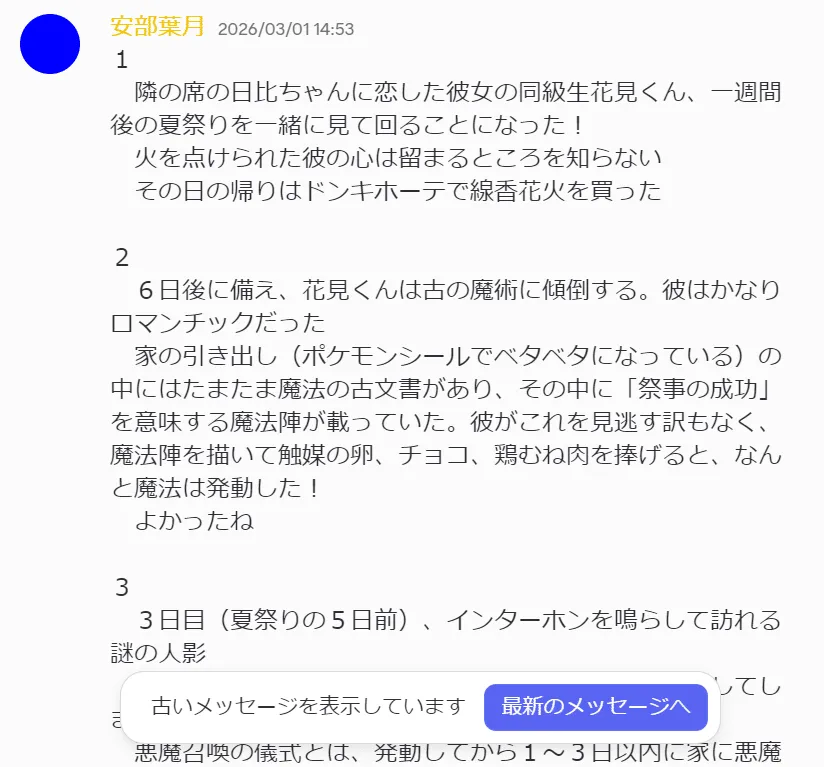 安部葉月 2026/03/01 14:53
１
　隣の席の日比ちゃんに恋した彼女の同級生花見くん、一週間
後の夏祭りを一緒に見て回ることになった！
　火を点けられた彼の心は留まるところを知らない
　その日の帰りはドンキホーテで線香花火を買った
２
　６日後に備え、花見くんは古の魔術に傾倒する。彼はかなり
ロマンチックだった
　家の引き出し（ポケモンシールでベタベタになっている）の
中にはたまたま魔法の古文書があり、その中に「祭事の成功」
を意味する魔法陣が載っていた。彼がこれを見逃す訳もなく、
魔法陣を描いて触媒の卵、チョコ、鶏むね肉を捧げると、なん
と魔法は発動した！
　よかったね
３
　３日目（夏祭りの５日前）、インターホンを鳴らして訪れる
謎の人影
してし
古いメッセージを表示しています 最新のメッセージへ
　悪魔召喚の儀式とは、発動してから１～３日以内に家に悪魔